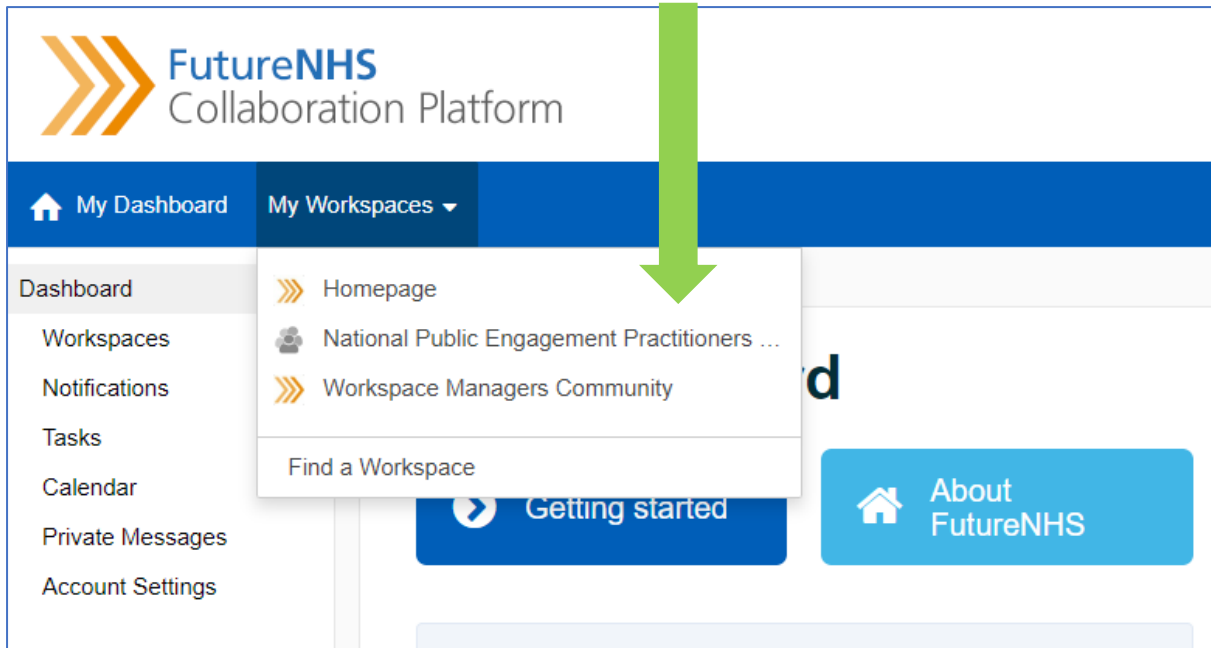 FutureNHS
Collaboration Platform
My Dashboard
My Workspaces
Dashboard
Workspaces
Notifications
Tasks
Calendar
Private Messages
Account Settings
Homepage
National Public Engagement Practitioners ...
Workspace Managers Community
Find a Workspace
rd
Getting started
About
FutureNHS